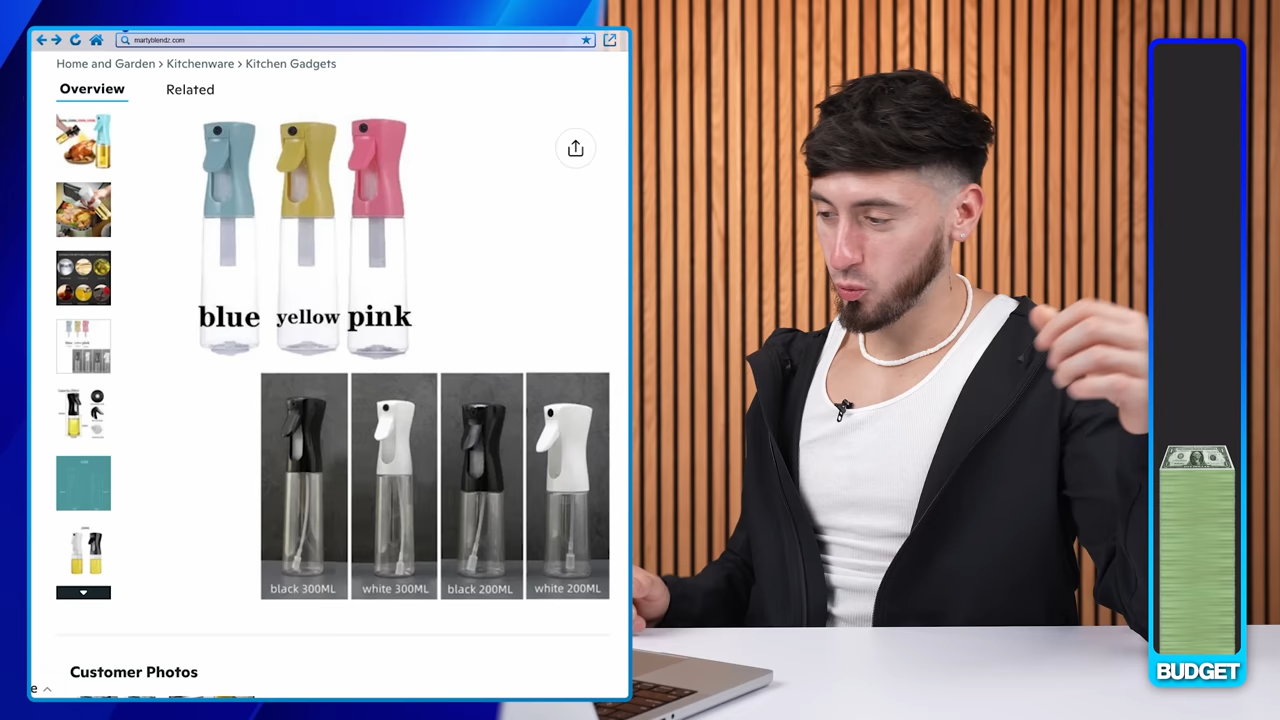 martyblendz.com
Home and Garden > Kitchenware > Kitchen Gadgets
Overview
Related
blue
yellow
pink
black 300ML
white 300ML
black 200ML
white 200ML
Customer Photos
e
BUDGET